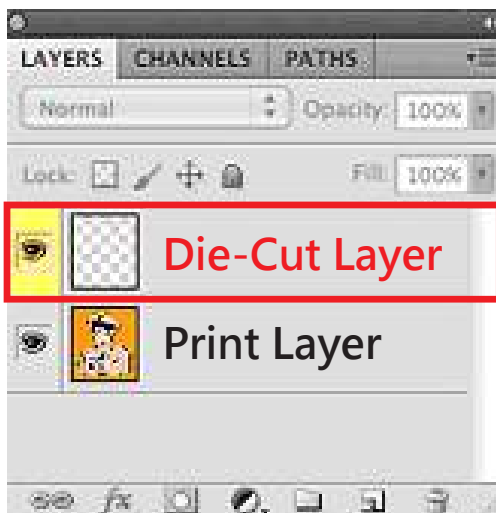 LAYERS CHANNELS PATHS
Normal Opacity: 100%
Lock: Fill: 100%
Die-Cut Layer
Print Layer
fx